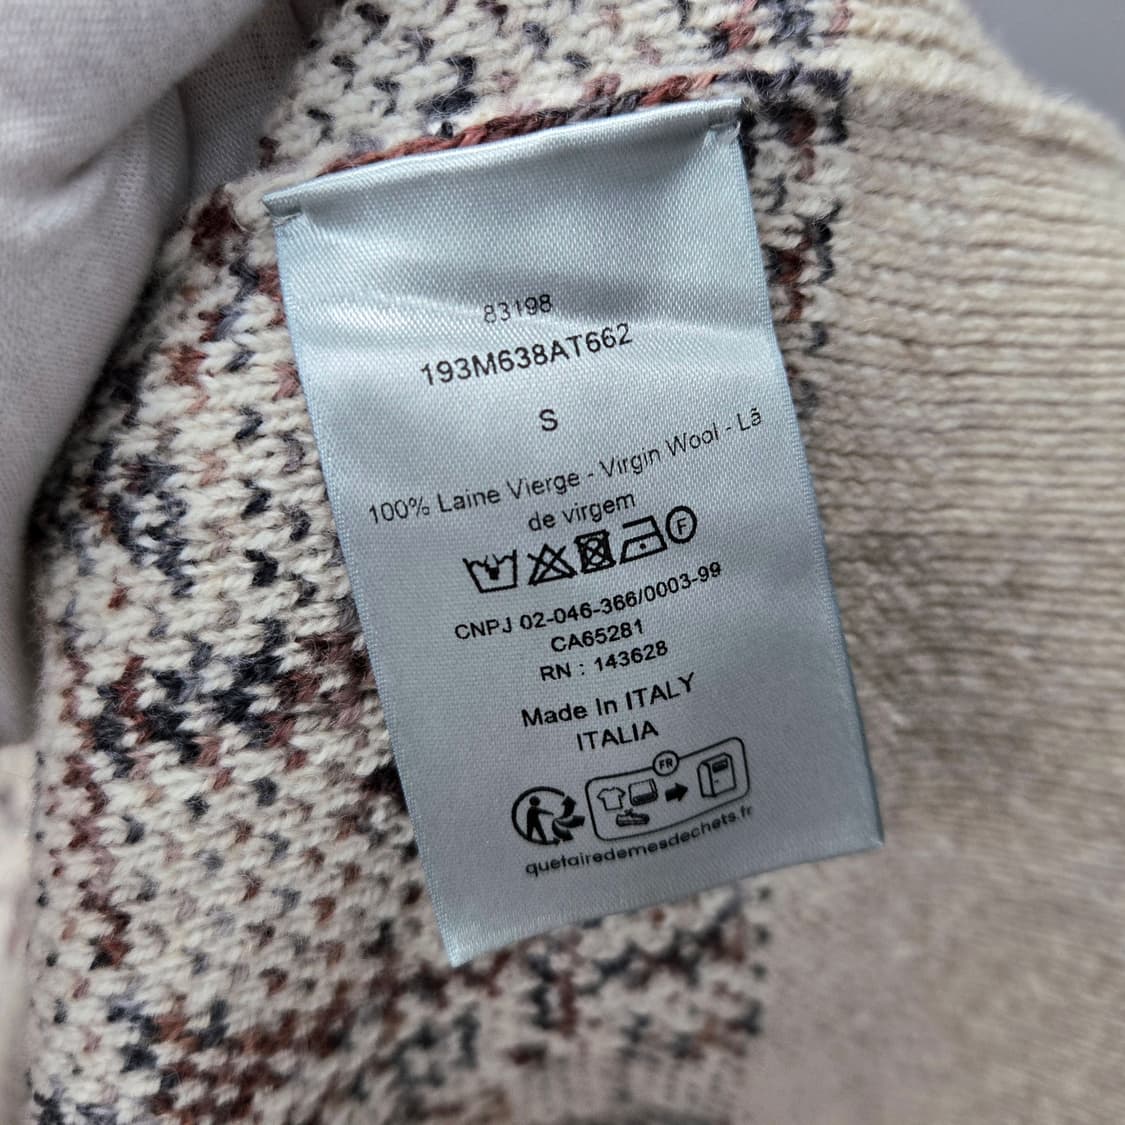 83198
193M638AT662
S
100% Laine Vierge - Virgin Wool - Lã
de virgem
F
CNPJ 02-046-366/0003-99
CA65281
RN : 143628
Made In ITALY
ITALIA
FR
quefairedemesdechets.fr